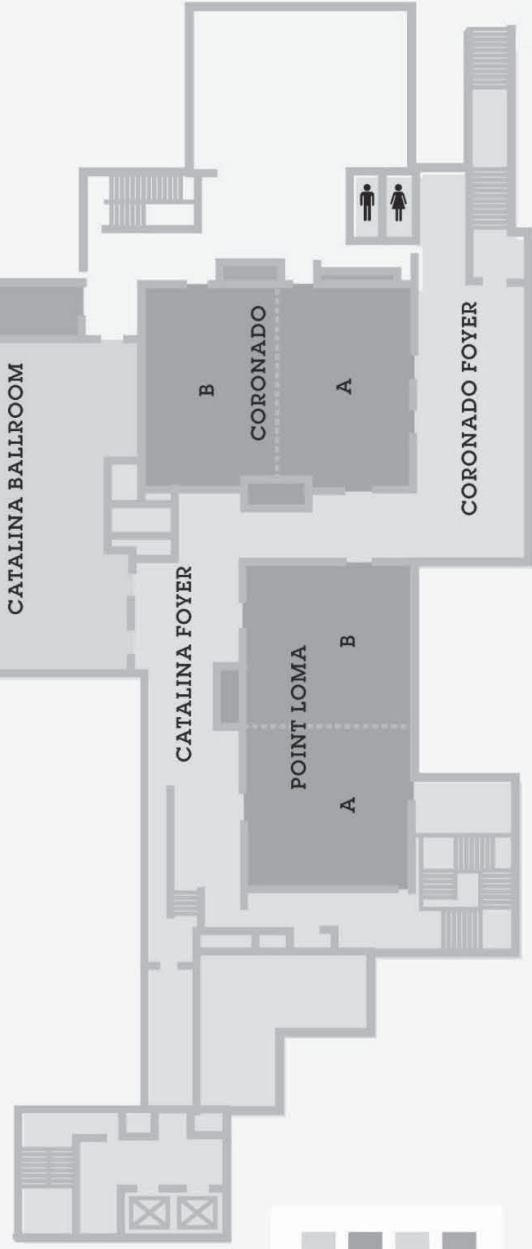 CATALINA BALLROOM
CATALINA FOYER
B
CORONADO
A
CORONADO FOYER
POINT LOMA
B
A